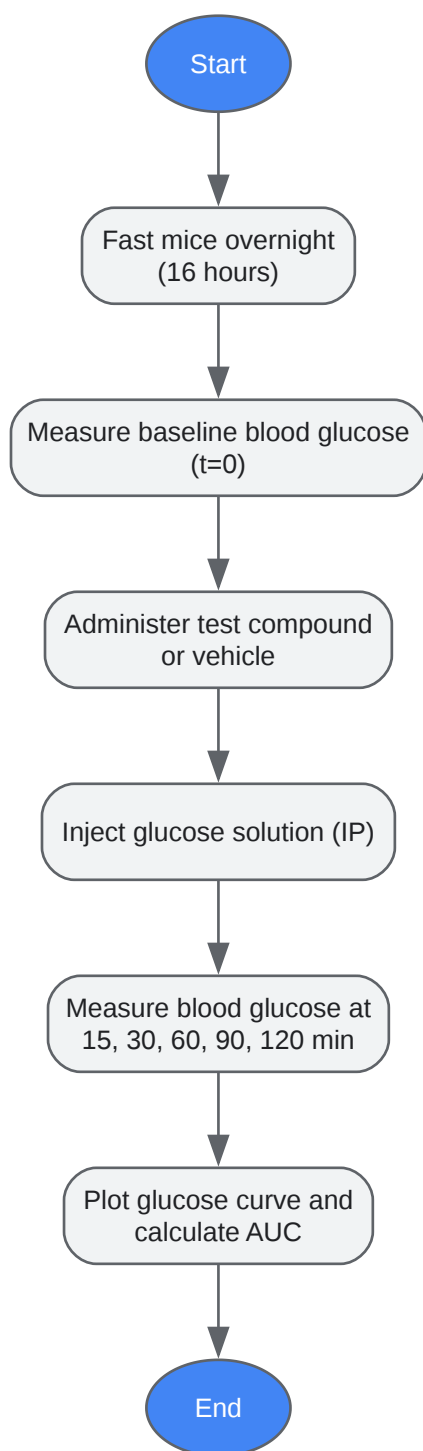 Start
Fast mice overnight
(16 hours)
Measure baseline blood glucose
(t=0)
Administer test compound
or vehicle
Inject glucose solution (IP)
Measure blood glucose at
15, 30, 60, 90, 120 min
Plot glucose curve and
calculate AUC
End